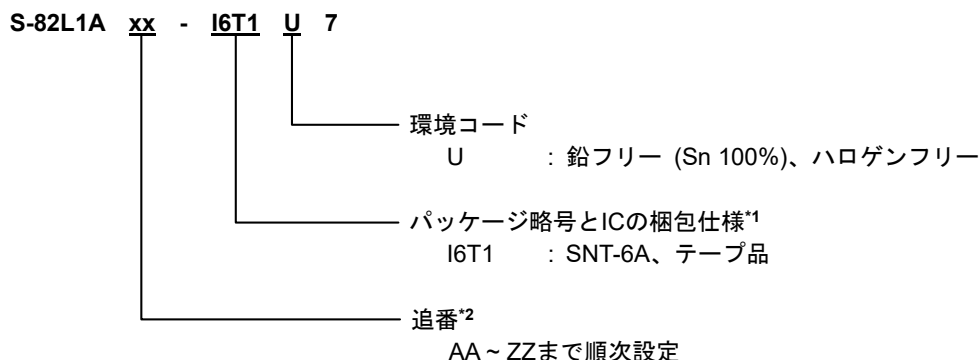 S-82L1A xx - I6T1 U 7
環境コード
U : 鉛フリー (Sn 100%)、ハロゲンフリー
パッケージ略号とICの梱包仕様*1
I6T1 : SNT-6A、テープ品
追番*2
AA ~ ZZまで順次設定